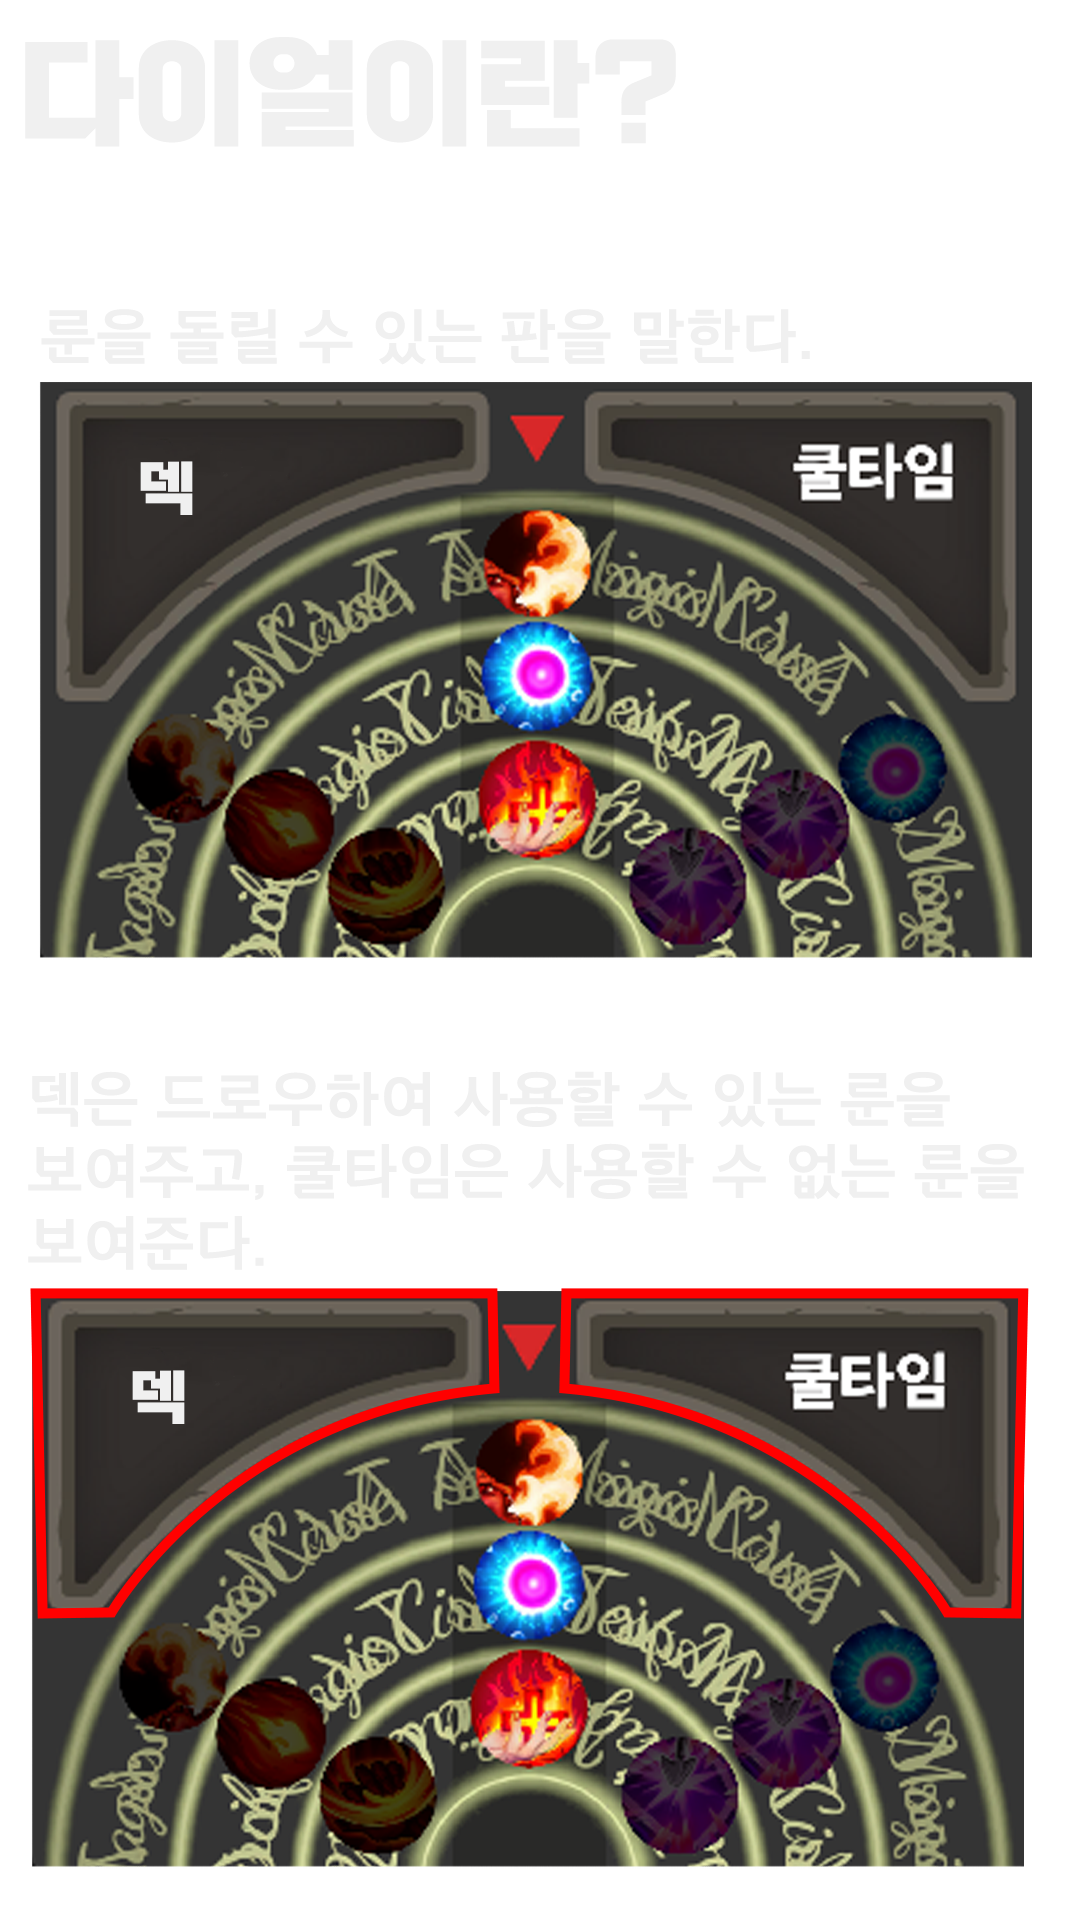 다이얼이란?
룬을 돌릴 수 있는 판을 말한다.
덱
쿨타임
덱은 드로우하여 사용할 수 있는 룬을
보여주고, 쿨타임은 사용할 수 없는 룬을
보여준다.
덱
쿨타임